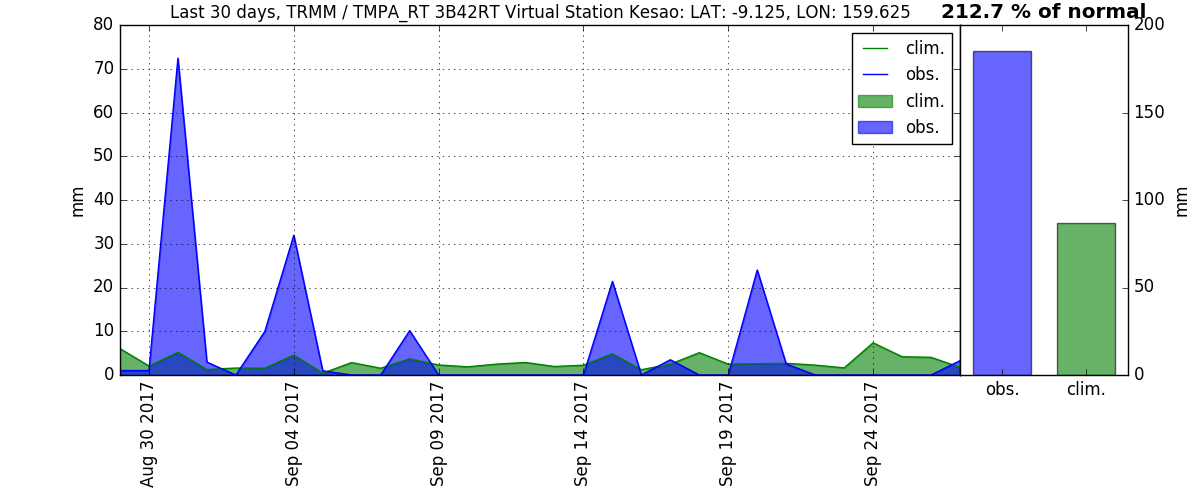 Last 30 days, TRMM / TMPA_RT 3B42RT Virtual Station Kesao: LAT: -9.125, LON: 159.625
212.7 % of normal
80
70
60
50
40
30
20
10
0
mm
clim.
obs.
clim.
obs.
Aug 30 2017
Sep 04 2017
Sep 09 2017
Sep 14 2017
Sep 19 2017
Sep 24 2017
200
150
100
50
0
mm
obs.
clim.